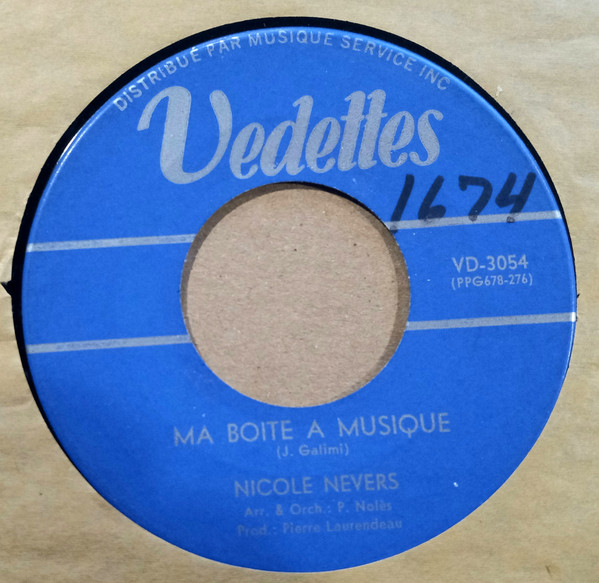 DISTRIBUÉ PAR MUSIQUE SERVICE INC
Vedettes
1674
VD-3054
(PPG678-276)
MA BOITE A MUSIQUE
(J. Galimi)
NICOLE NEVERS
Arr. & Orch.: P. Nolès
Prod.: Pierre Laurendeau